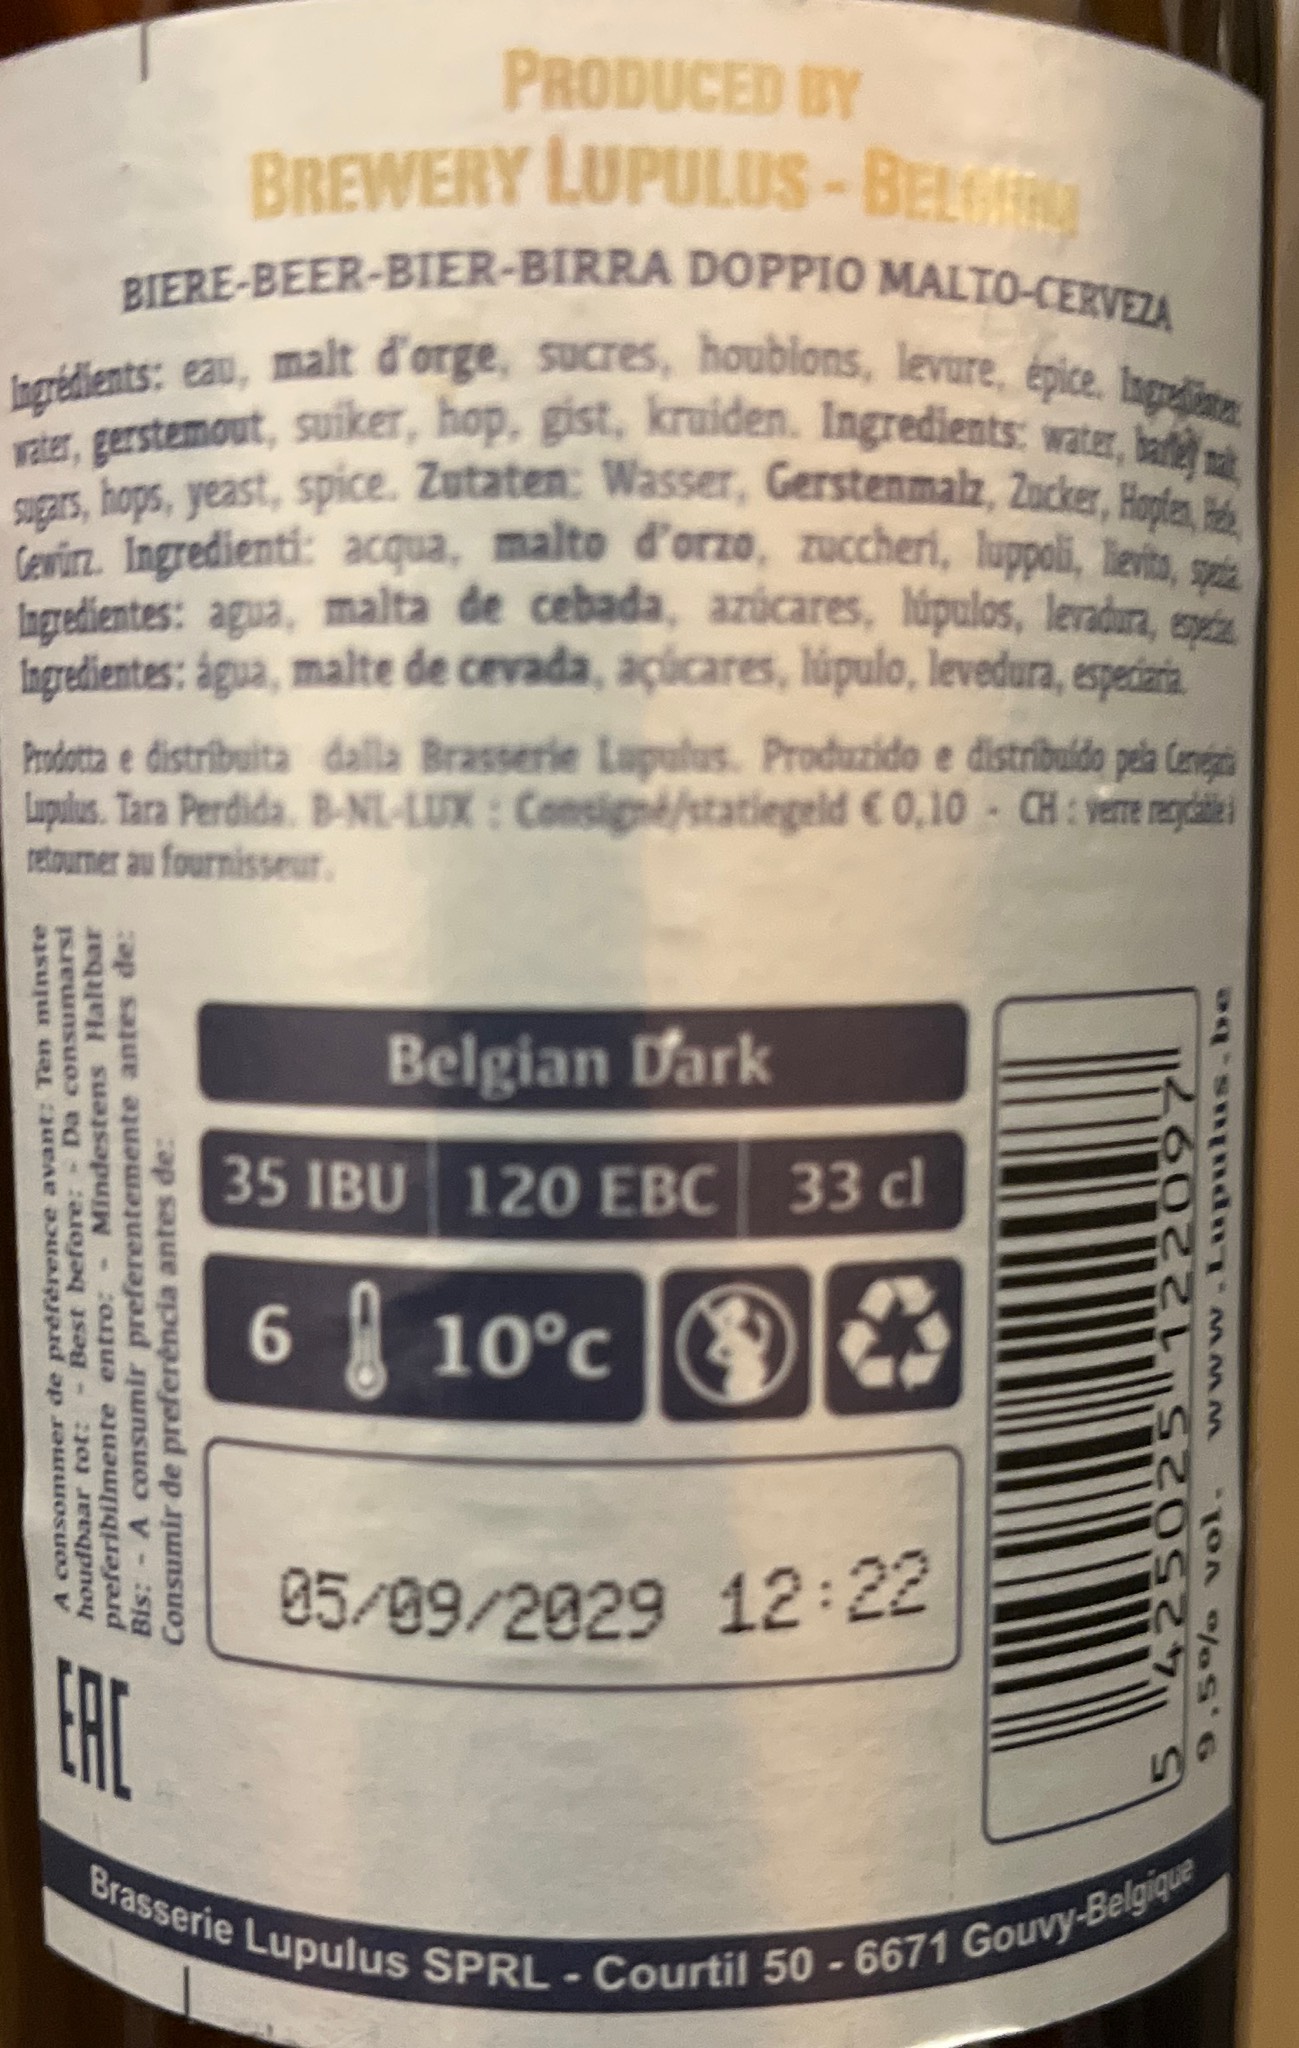 PRODUCED BY
BREWERY LUPULUS - BELGIUM
BIERE-BEER-BIER-BIRRA DOPPIO MALTO-CERVEZA
Ingrédients: eau, malt d'orge, sucres, houblons, levure, épice. Ingrediënten:
water, gerstemout, suiker, hop, gist, kruiden. Ingredients: water, barley malt,
sugars, hops, yeast, spice. Zutaten: Wasser, Gerstenmalz, Zucker, Hopfen, Hefe,
Gewürz. Ingredienti: acqua, malto d'orzo, zuccheri, luppoli, lievito, spezia.
Ingredientes: agua, malta de cebada, azúcares, lúpulos, levadura, especias.
Ingredientes: água, malte de cevada, açúcares, lúpulo, levedura, especiaria.
Prodotta e distribuita dalla Brasserie Lupulus. Produzido e distribuído pela Cervejaria
Lupulus. Tara Perdida. B-NL-LUX : Consigné/statiegeld € 0,10 - CH : verre recyclable à
retourner au fournisseur.
A consommer de préférence avant: Ten minste
houdbaar tot: - Best before: - Da consumarsi
preferibilmente entro: - Mindestens Haltbar
Bis: - A consumir preferentemente antes de:
Consumir de preferência antes de:
Belgian Dark
35 IBU 120 EBC 33 cl
6 10°c
05/09/2029 12:22
5 425025 122097
9.5% vol. www.Lupulus.be
EAC
Brasserie Lupulus SPRL - Courtil 50 - 6671 Gouvy-Belgique